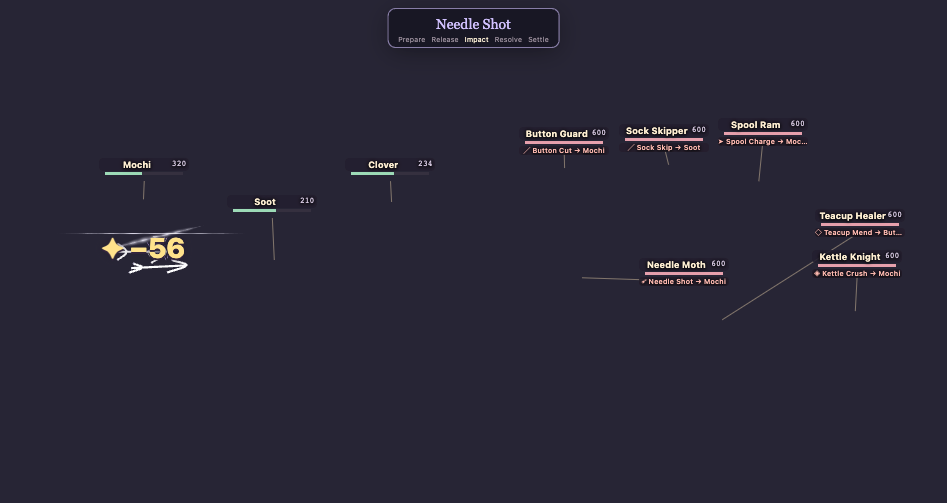 Needle Shot
Prepare Release Impact Resolve Settle
Mochi 320
Soot 210
Clover 234
-56
Button Guard 600
Button Cut → Mochi
Sock Skipper 600
Sock Skip → Soot
Spool Ram 600
Spool Charge → Moc...
Teacup Healer 600
Teacup Mend → But...
Kettle Knight 600
Kettle Crush → Mochi
Needle Moth 600
Needle Shot → Mochi